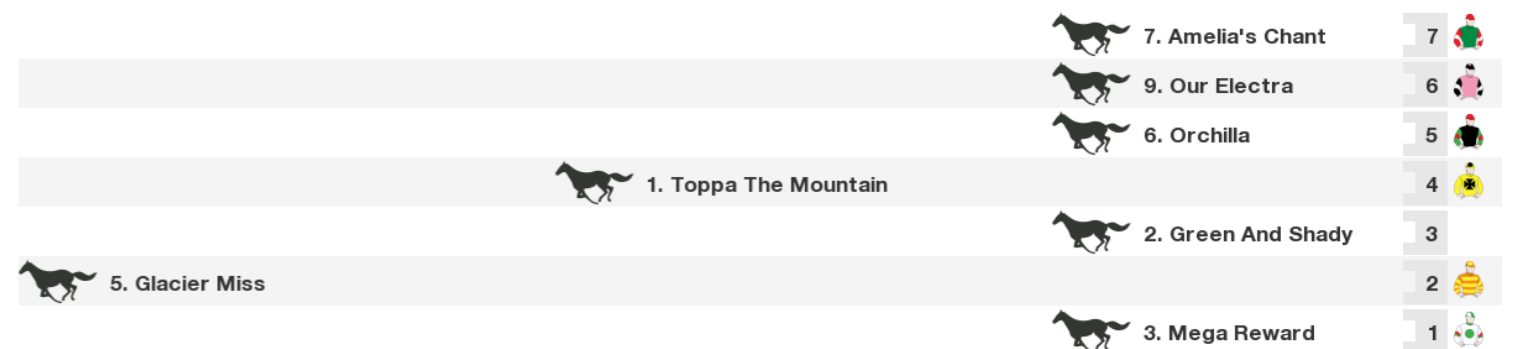 7. Amelia's Chant 7
9. Our Electra 6
6. Orchilla 5
1. Toppa The Mountain 4
2. Green And Shady 3
5. Glacier Miss 2
3. Mega Reward 1